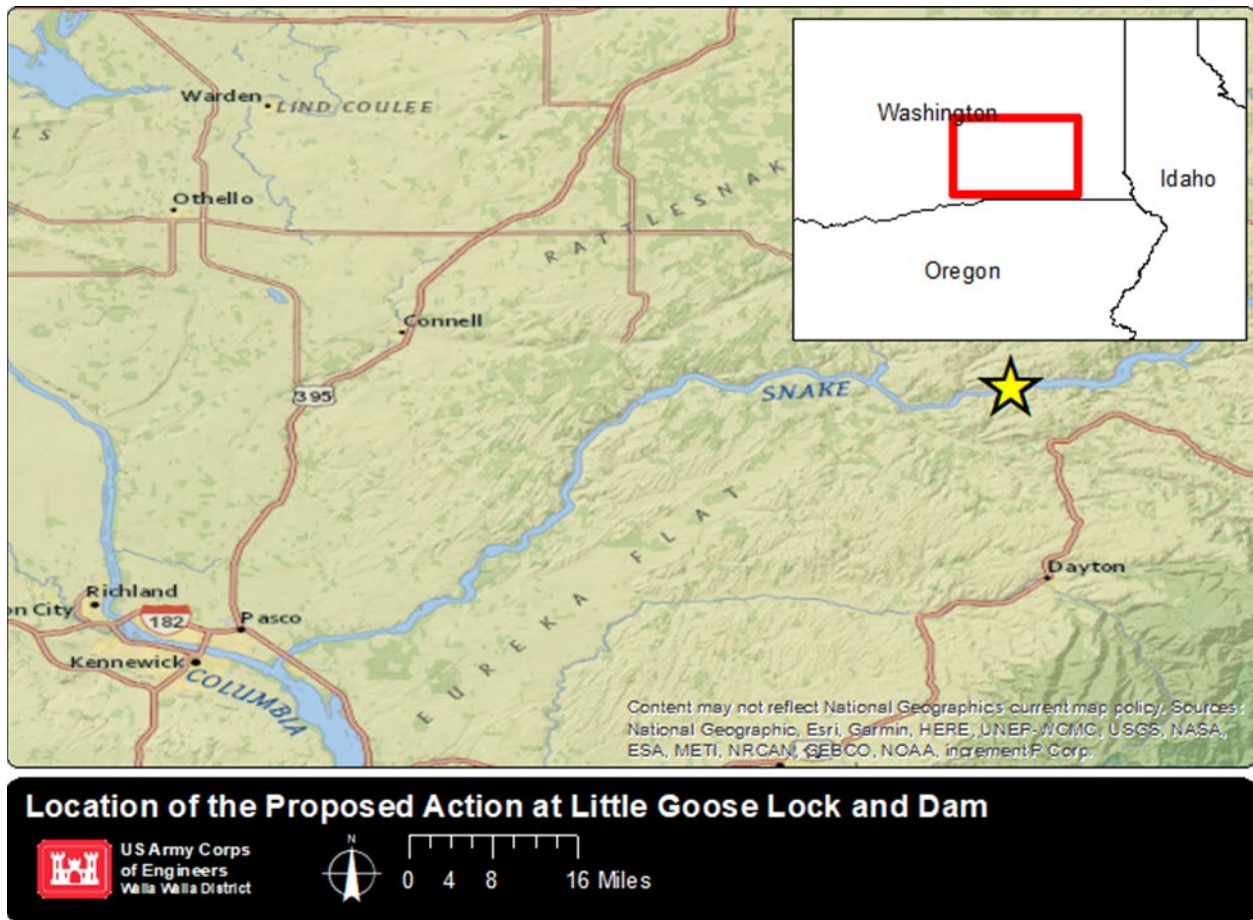 Warden
LIND COULEE
L S
Othello
RATTLESNAK
Connell
395
SNAKE
EUREKA FLAT
Dayton
Richland
on City
182
Pasco
Kennewick
COLUMBIA
Washington
Idaho
Oregon
Content may not reflect National Geographic's current map policy. Sources:
National Geographic, Esri, Garmin, HERE, UNEP-WCMC, USGS, NASA,
ESA, METI, NRCAN, GEBCO, NOAA, increment P Corp.
Location of the Proposed Action at Little Goose Lock and Dam
US Army Corps
of Engineers
Walla Walla District
N
0 4 8 16 Miles